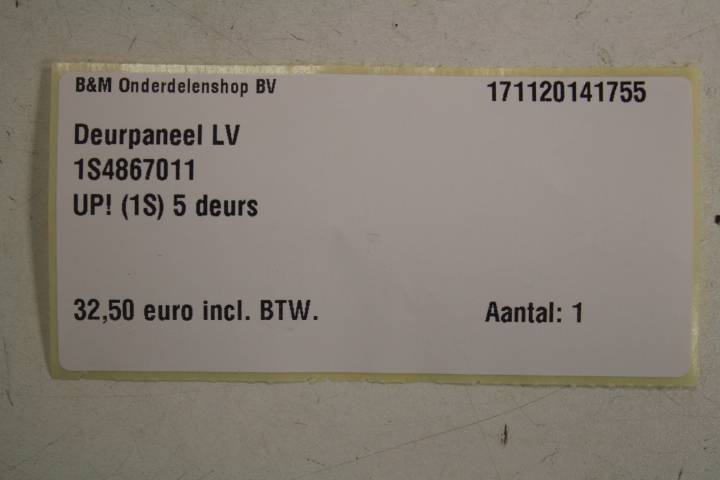 B&M Onderdelenshop BV 171120141755
Deurpaneel LV
1S4867011
UP! (1S) 5 deurs
32,50 euro incl. BTW. Aantal: 1